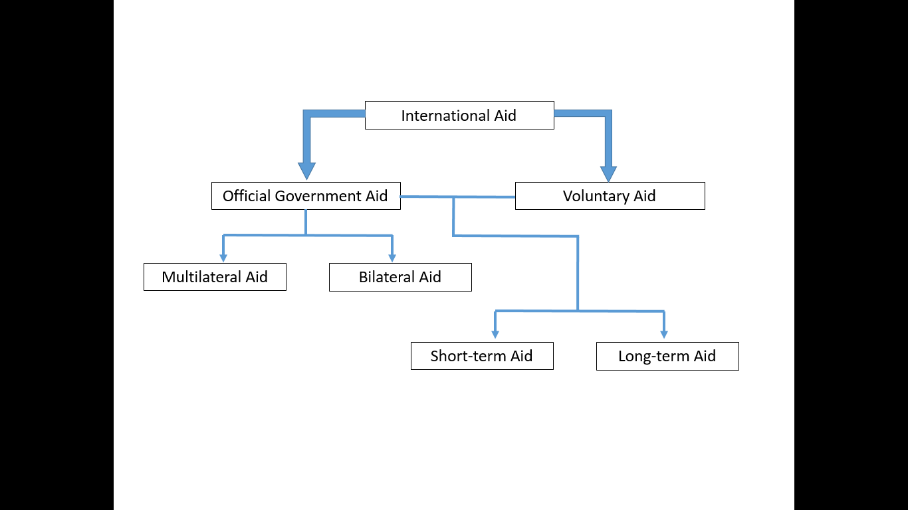 International Aid
Official Government Aid
Voluntary Aid
Multilateral Aid
Bilateral Aid
Short-term Aid
Long-term Aid